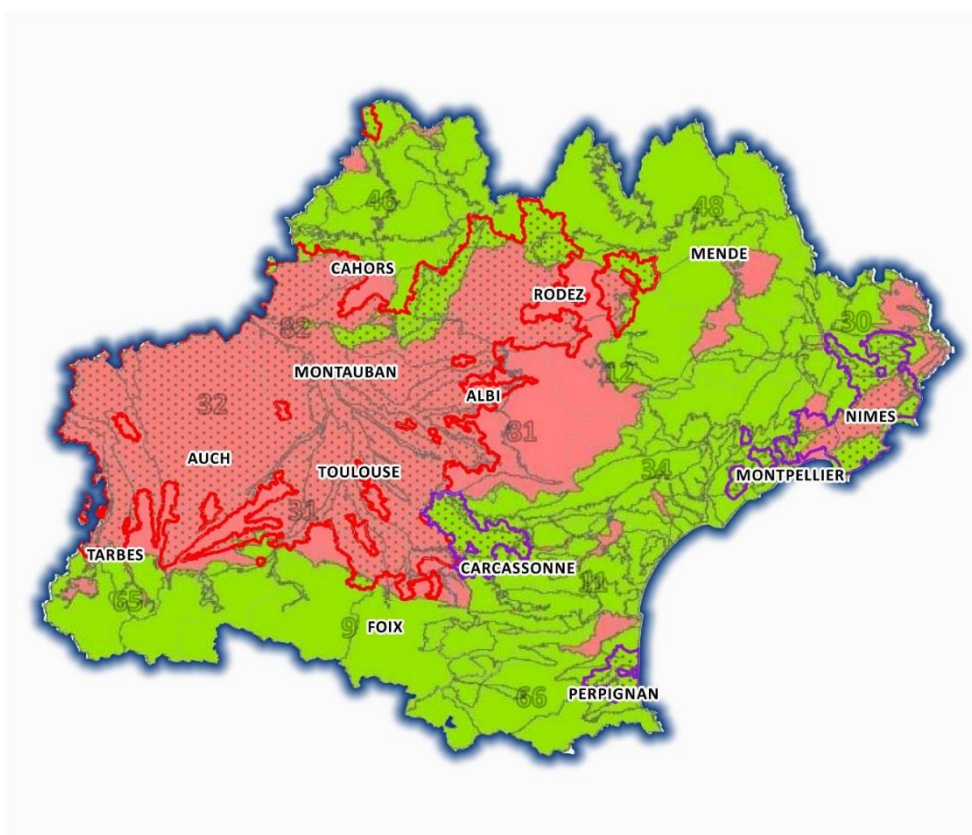 46
48
MENDE
CAHORS
RODEZ
30
82
MONTAUBAN
12
ALBI
32
NIMES
81
AUCH
TOULOUSE
34
MONTPELLIER
31
TARBES
CARCASSONNE
11
65
9
FOIX
66
PERPIGNAN